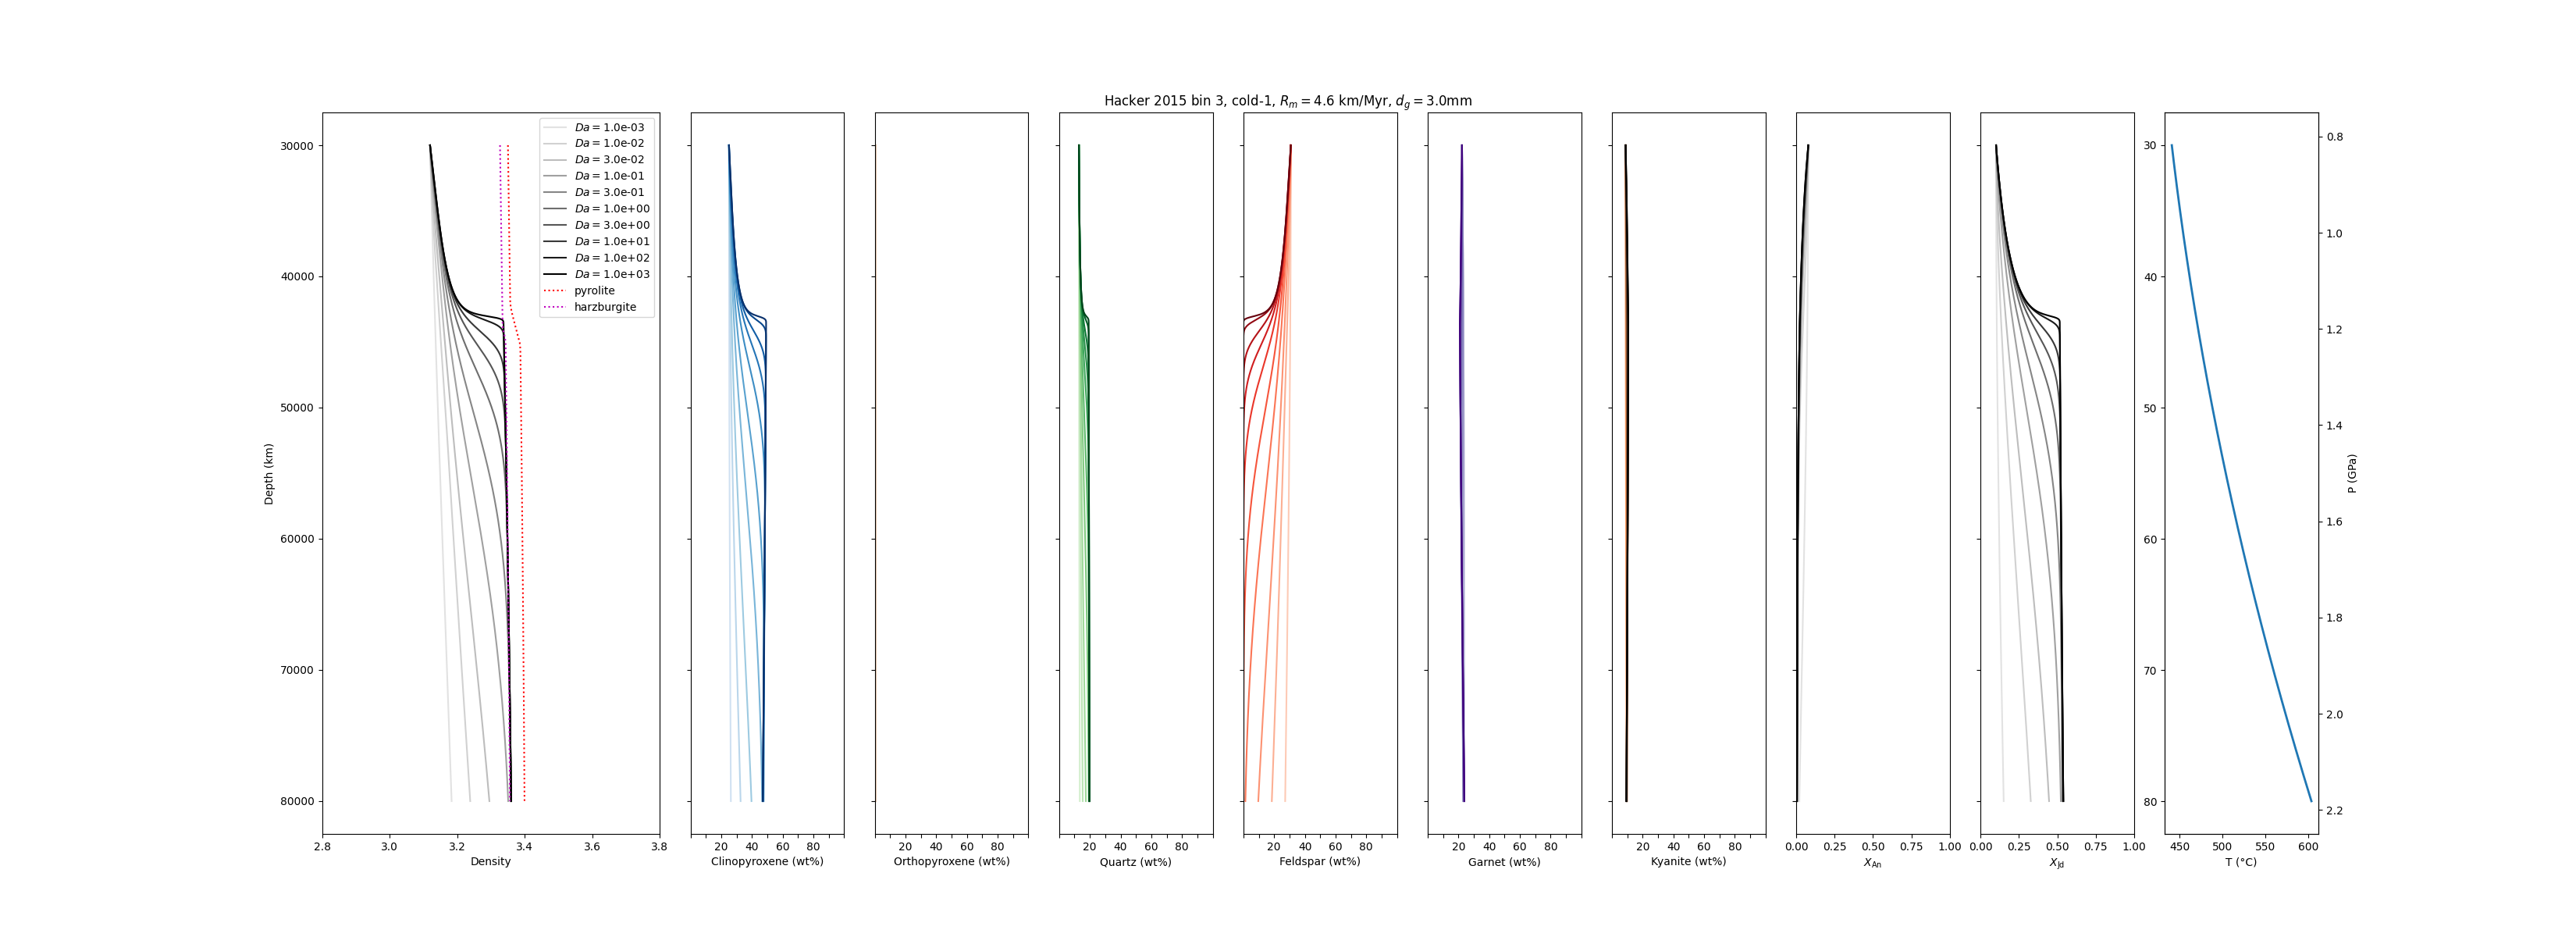 Hacker 2015 bin 3, cold-1, Rm = 4.6 km/Myr, dg = 3.0mm
Da = 1.0e-03
Da = 1.0e-02
Da = 3.0e-02
Da = 1.0e-01
Da = 3.0e-01
Da = 1.0e+00
Da = 3.0e+00
Da = 1.0e+01
Da = 1.0e+02
Da = 1.0e+03
pyrolite
harzburgite
Depth (km)
30000
40000
50000
60000
70000
80000
2.8 3.0 3.2 3.4 3.6 3.8
Density
20 40 60 80
Clinopyroxene (wt%)
20 40 60 80
Orthopyroxene (wt%)
20 40 60 80
Quartz (wt%)
20 40 60 80
Feldspar (wt%)
20 40 60 80
Garnet (wt%)
20 40 60 80
Kyanite (wt%)
0.00 0.25 0.50 0.75 1.00
XAn
0.00 0.25 0.50 0.75 1.00
XJd
30
40
50
60
70
80
450 500 550 600
T (°C)
0.8
1.0
1.2
1.4
1.6
1.8
2.0
2.2
P (GPa)